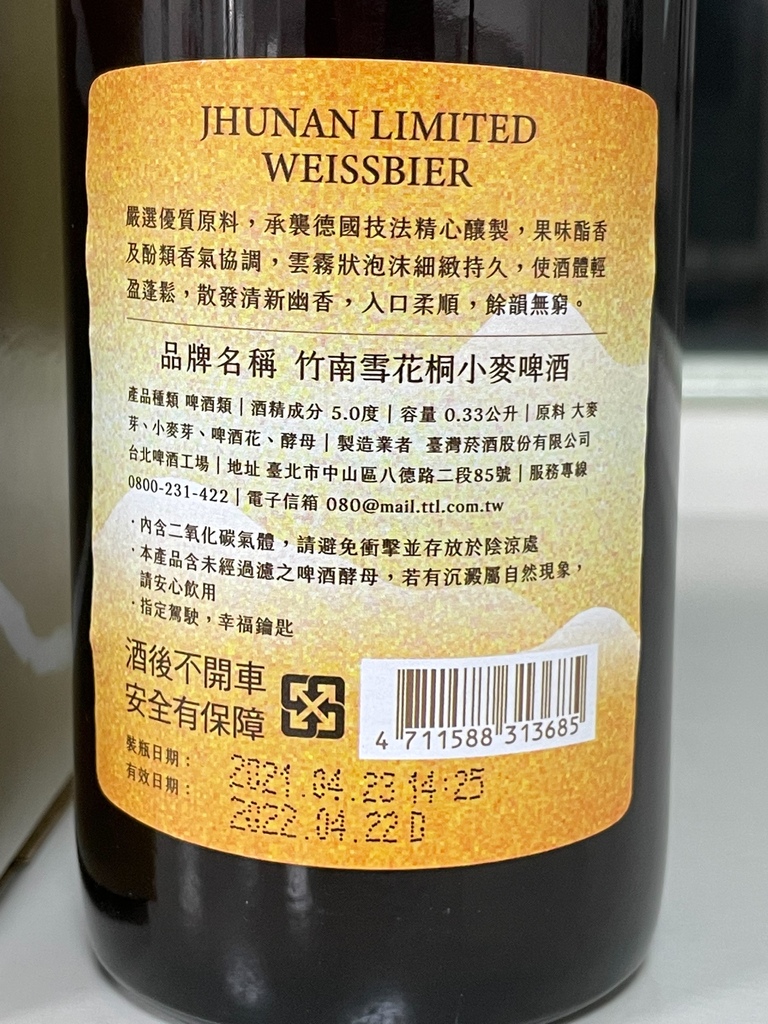 JHUNAN LIMITED
WEISSBIER
嚴選優質原料，承襲德國技法精心釀製，果味酯香
及酚類香氣協調，雲霧狀泡沫細緻持久，使酒體輕
盈蓬鬆，散發清新幽香，入口柔順，餘韻無窮。
品牌名稱 竹南雪花桐小麥啤酒
產品種類 啤酒類｜酒精成分 5.0度｜容量 0.33公升｜原料 大麥
芽、小麥芽、啤酒花、酵母｜製造業者 臺灣菸酒股份有限公司
台北啤酒工場｜地址 臺北市中山區八德路二段85號｜服務專線
0800-231-422｜電子信箱 080@mail.ttl.com.tw
·內含二氧化碳氣體，請避免衝擊並存放於陰涼處
·本產品含未經過濾之啤酒酵母，若有沉澱屬自然現象，
請安心飲用
·指定駕駛，幸福鑰匙
酒後不開車
安全有保障
4 711588 313685
裝瓶日期： 2021.04.23 14:25
有效日期： 2022.04.22 D